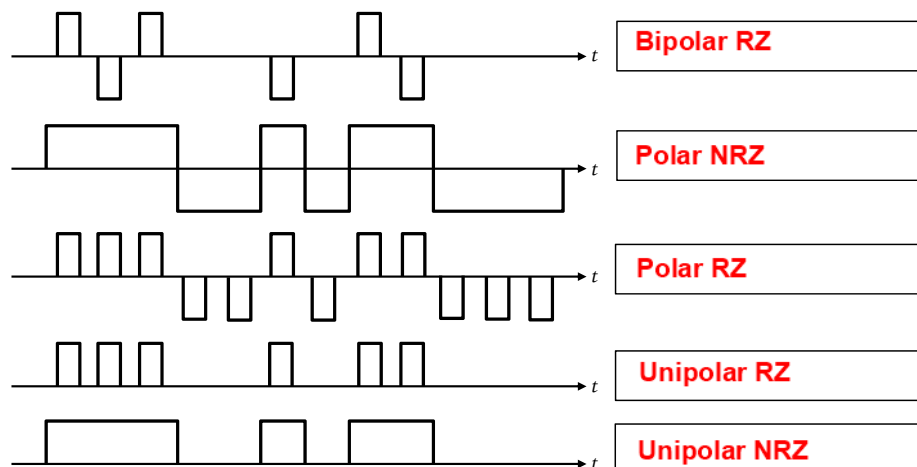 t Bipolar RZ
t Polar NRZ
t Polar RZ
t Unipolar RZ
t Unipolar NRZ